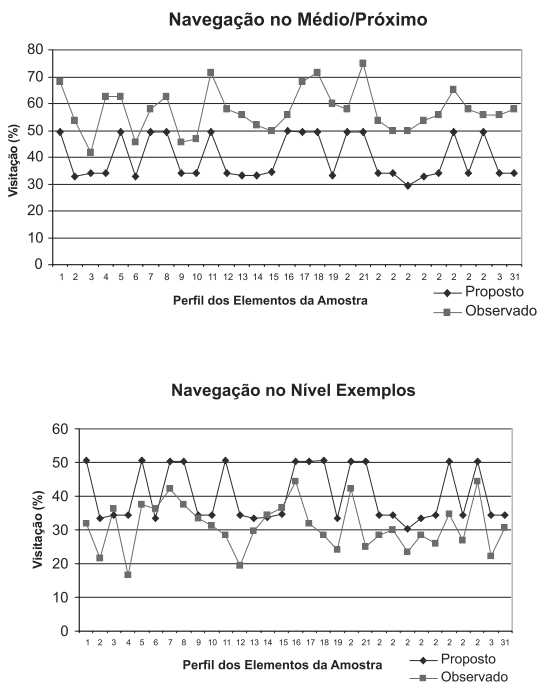 Navegação no Médio/Próximo
80
70
60
50
40
30
20
10
0
Visitação (%)
1 2 3 4 5 6 7 8 9 10 11 12 13 14 15 16 17 18 19 2 21 2 2 2 2 2 2 2 2 3 31
Perfil dos Elementos da Amostra
Proposto
Observado
Navegação no Nível Exemplos
60
50
40
30
20
10
0
Visitação (%)
1 2 3 4 5 6 7 8 9 10 11 12 13 14 15 16 17 18 19 2 21 2 2 2 2 2 2 2 2 3 31
Perfil dos Elementos da Amostra
Proposto
Observado